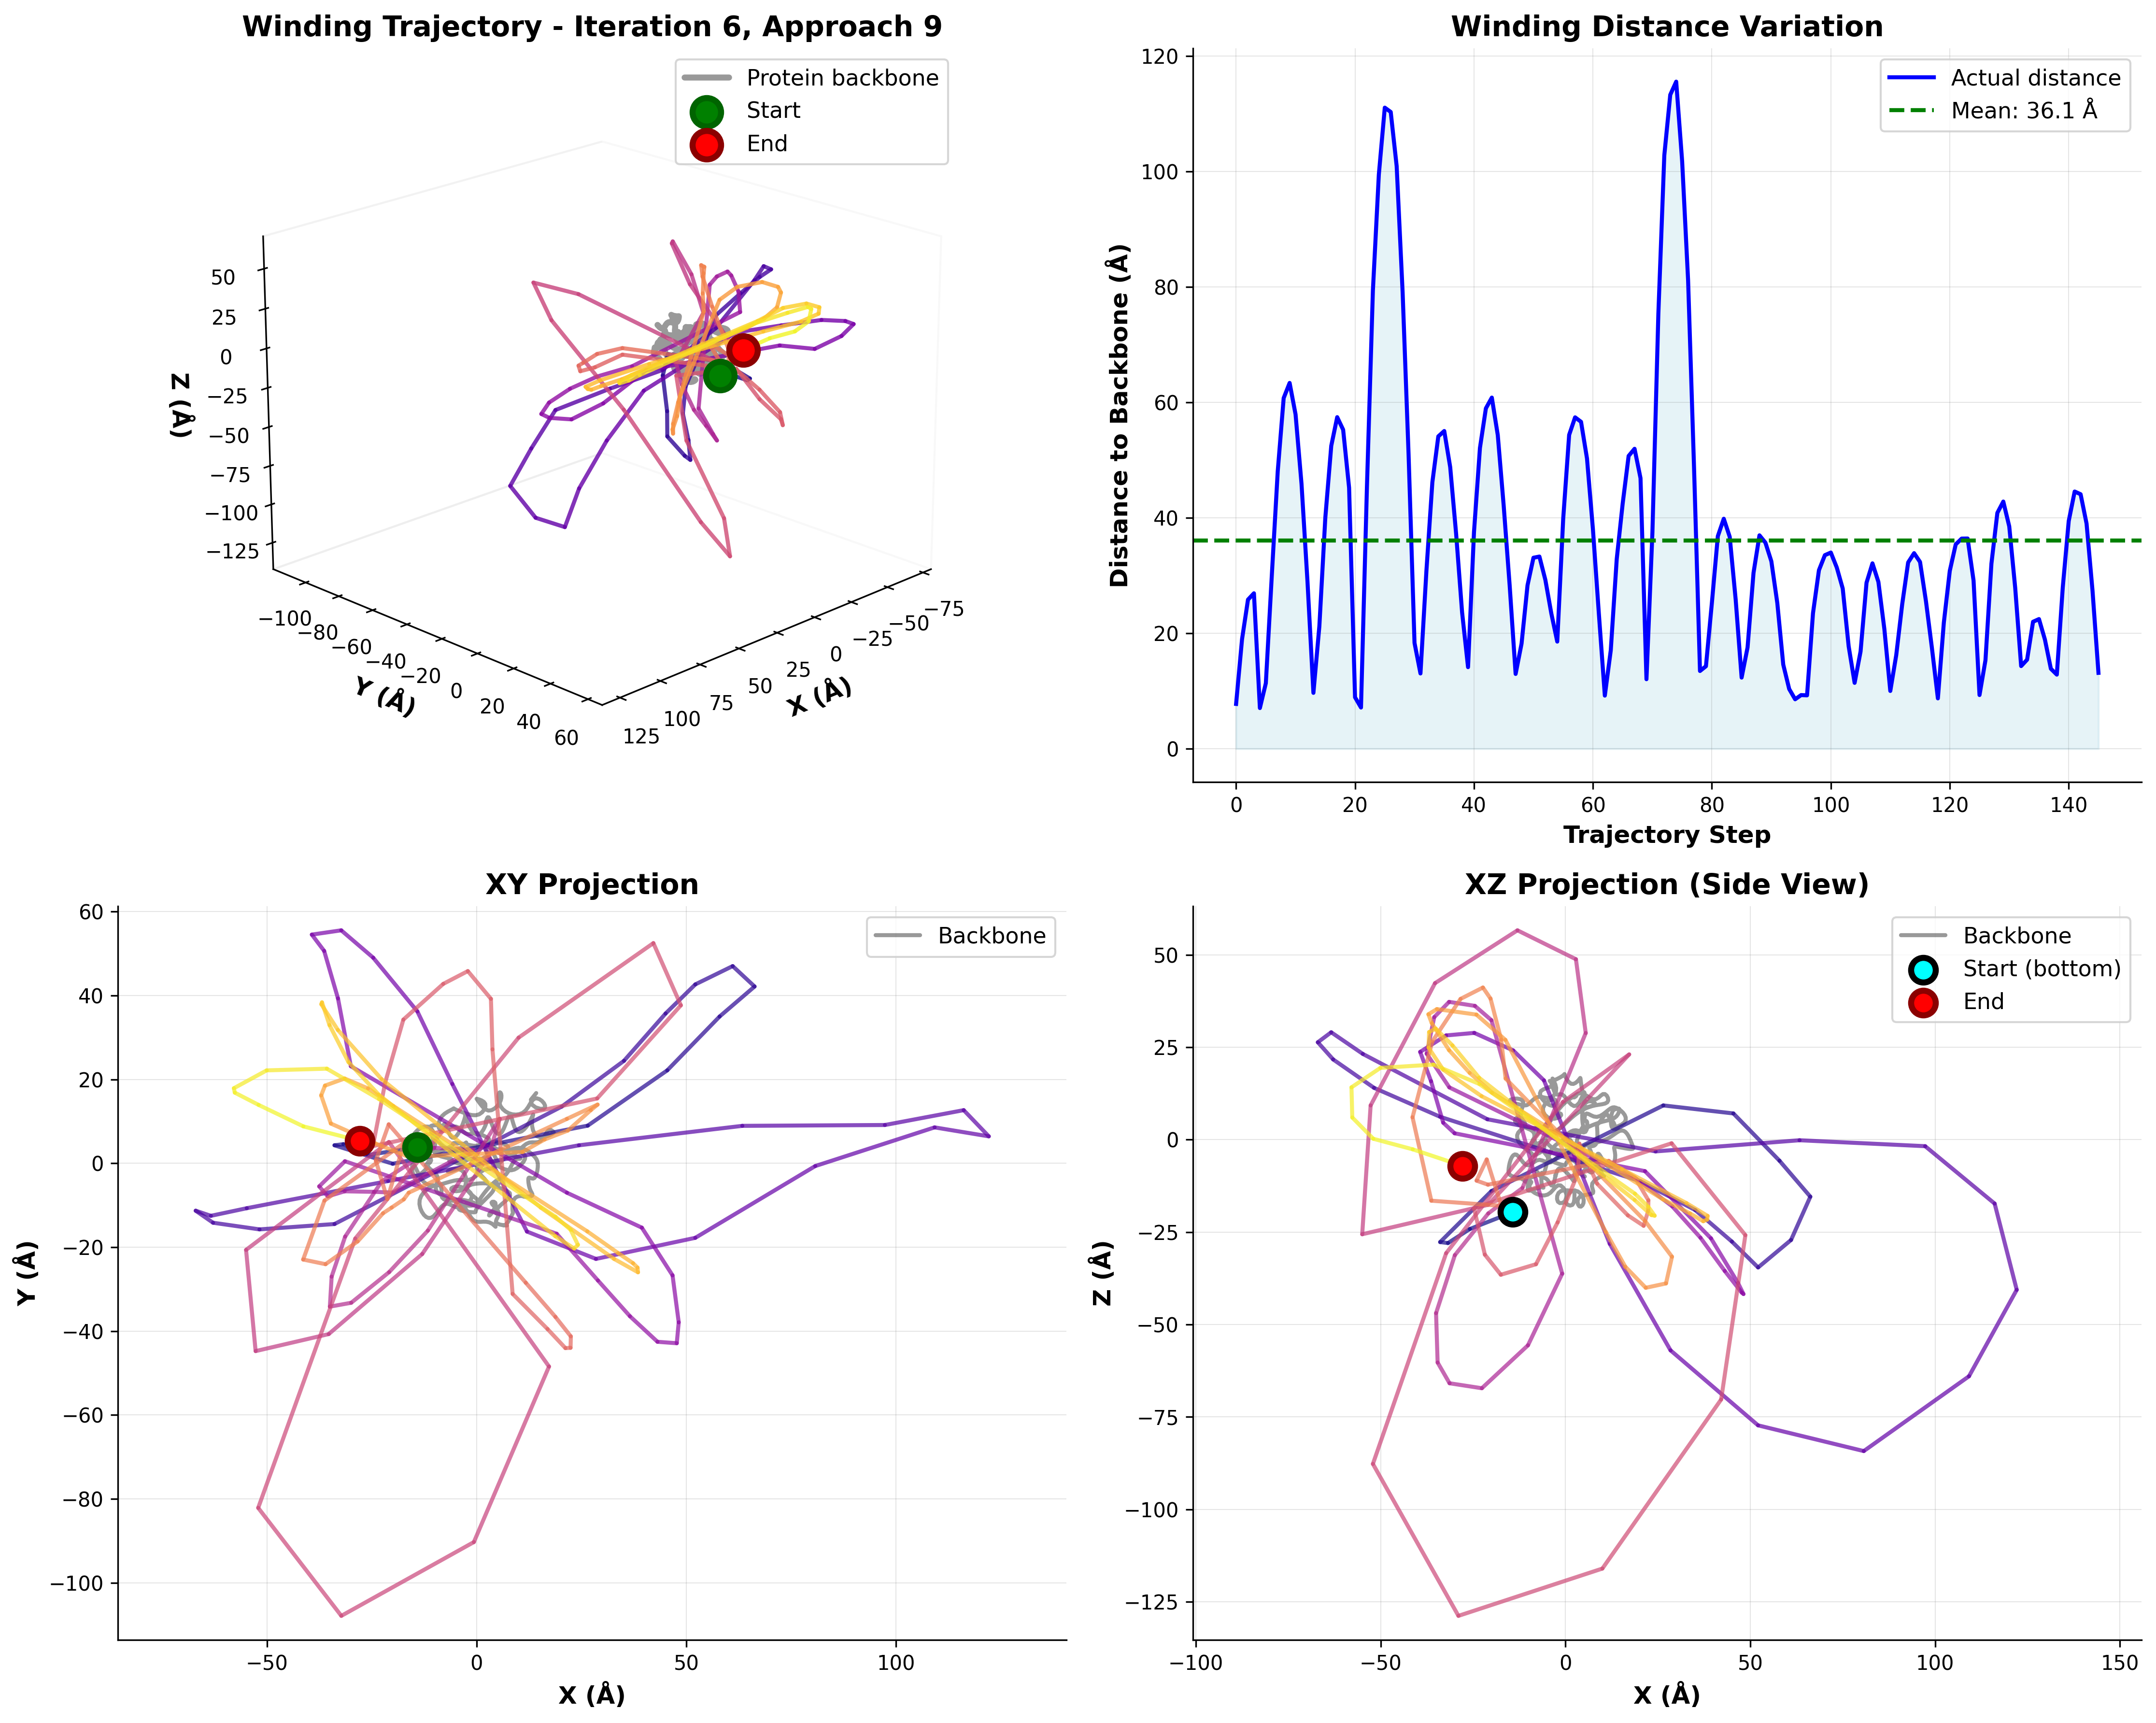 Winding Trajectory - Iteration 6, Approach 9
Protein backbone
Start
End
50
25
0
−25
−50
−75
−100
−125
Z (Å)
−100
−80
−60
−40
−20
0
20
40
60
Y (Å)
125
100
75
50
25
0
−25
−50
−75
X (Å)
Winding Distance Variation
Actual distance
Mean: 36.1 Å
120
100
80
60
40
20
0
Distance to Backbone (Å)
0 20 40 60 80 100 120 140
Trajectory Step
XY Projection
Backbone
60
40
20
0
−20
−40
−60
−80
−100
Y (Å)
−50 0 50 100
X (Å)
XZ Projection (Side View)
Backbone
Start (bottom)
End
50
25
0
−25
−50
−75
−100
−125
Z (Å)
−100 −50 0 50 100 150
X (Å)